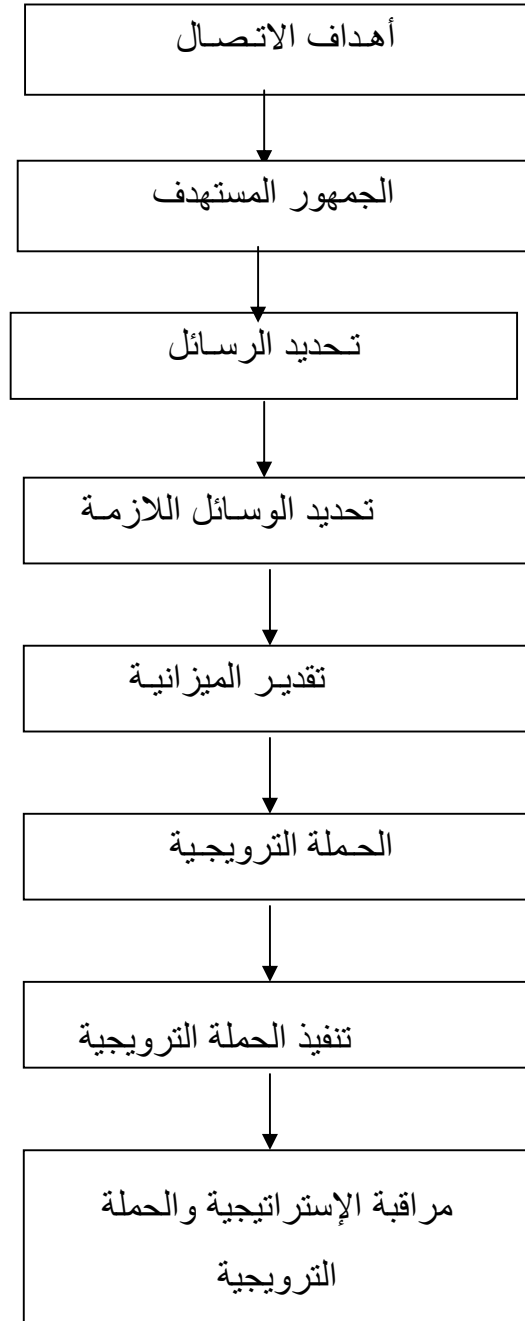 أهداف الاتصال
الجمهور المستهدف
تحديد الرسائل
تحديد الوسائل اللازمة
تقدير الميزانية
الحملة الترويجية
تنفيذ الحملة الترويجية
مراقبة الإستراتيجية والحملة
الترويجية